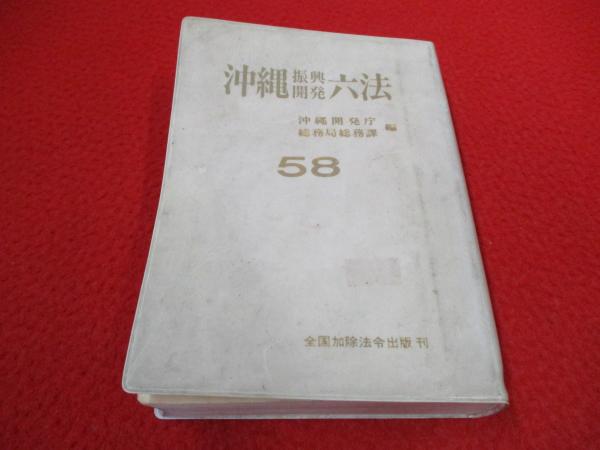 沖縄振興開発六法
沖縄開発庁
総務局総務課 編
58
全国加除法令出版 刊